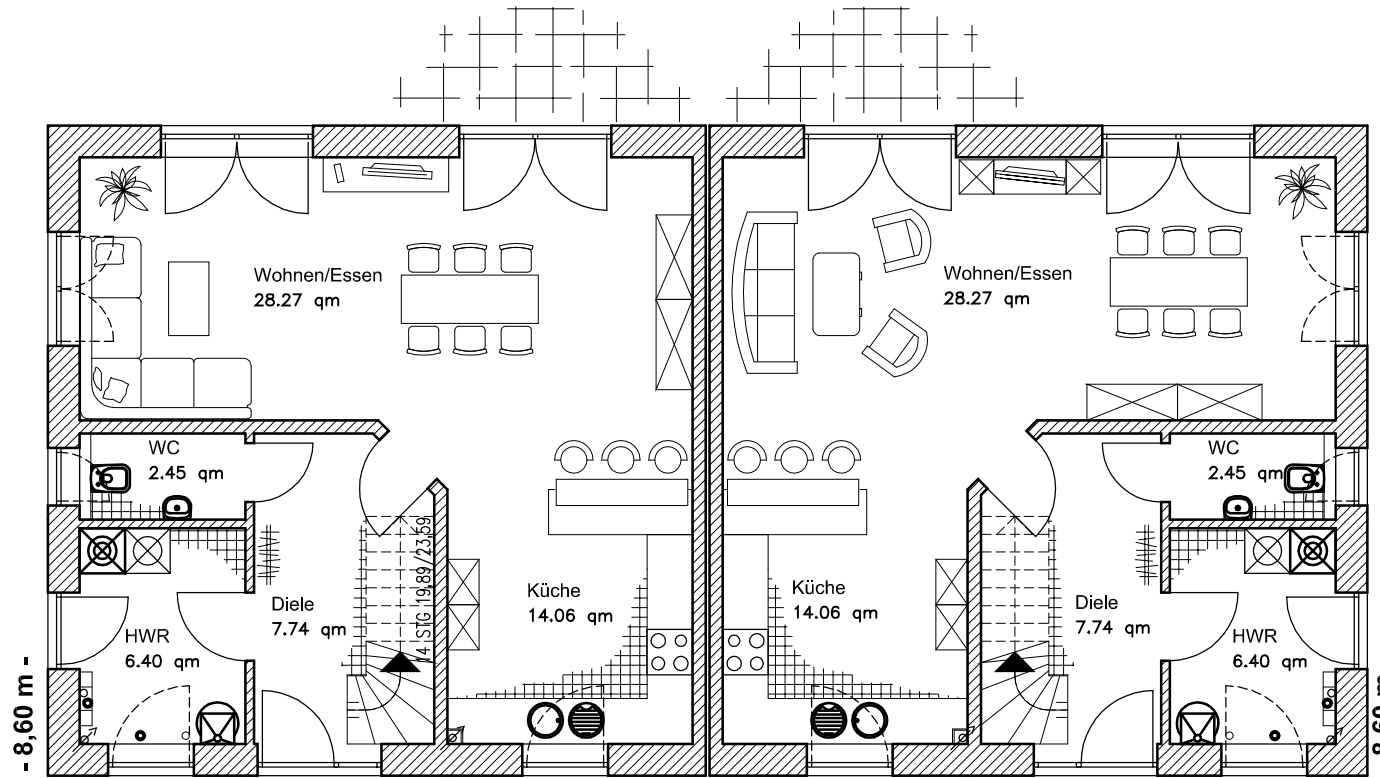 Wohnen/Essen
28.27 qm
Wohnen/Essen
28.27 qm
WC
2.45 qm
WC
2.45 qm
14 STG 19,89/23,59
Küche
14.06 qm
Küche
14.06 qm
Diele
7.74 qm
Diele
7.74 qm
HWR
6.40 qm
HWR
6.40 qm
- 8,60 m -
8,60 m